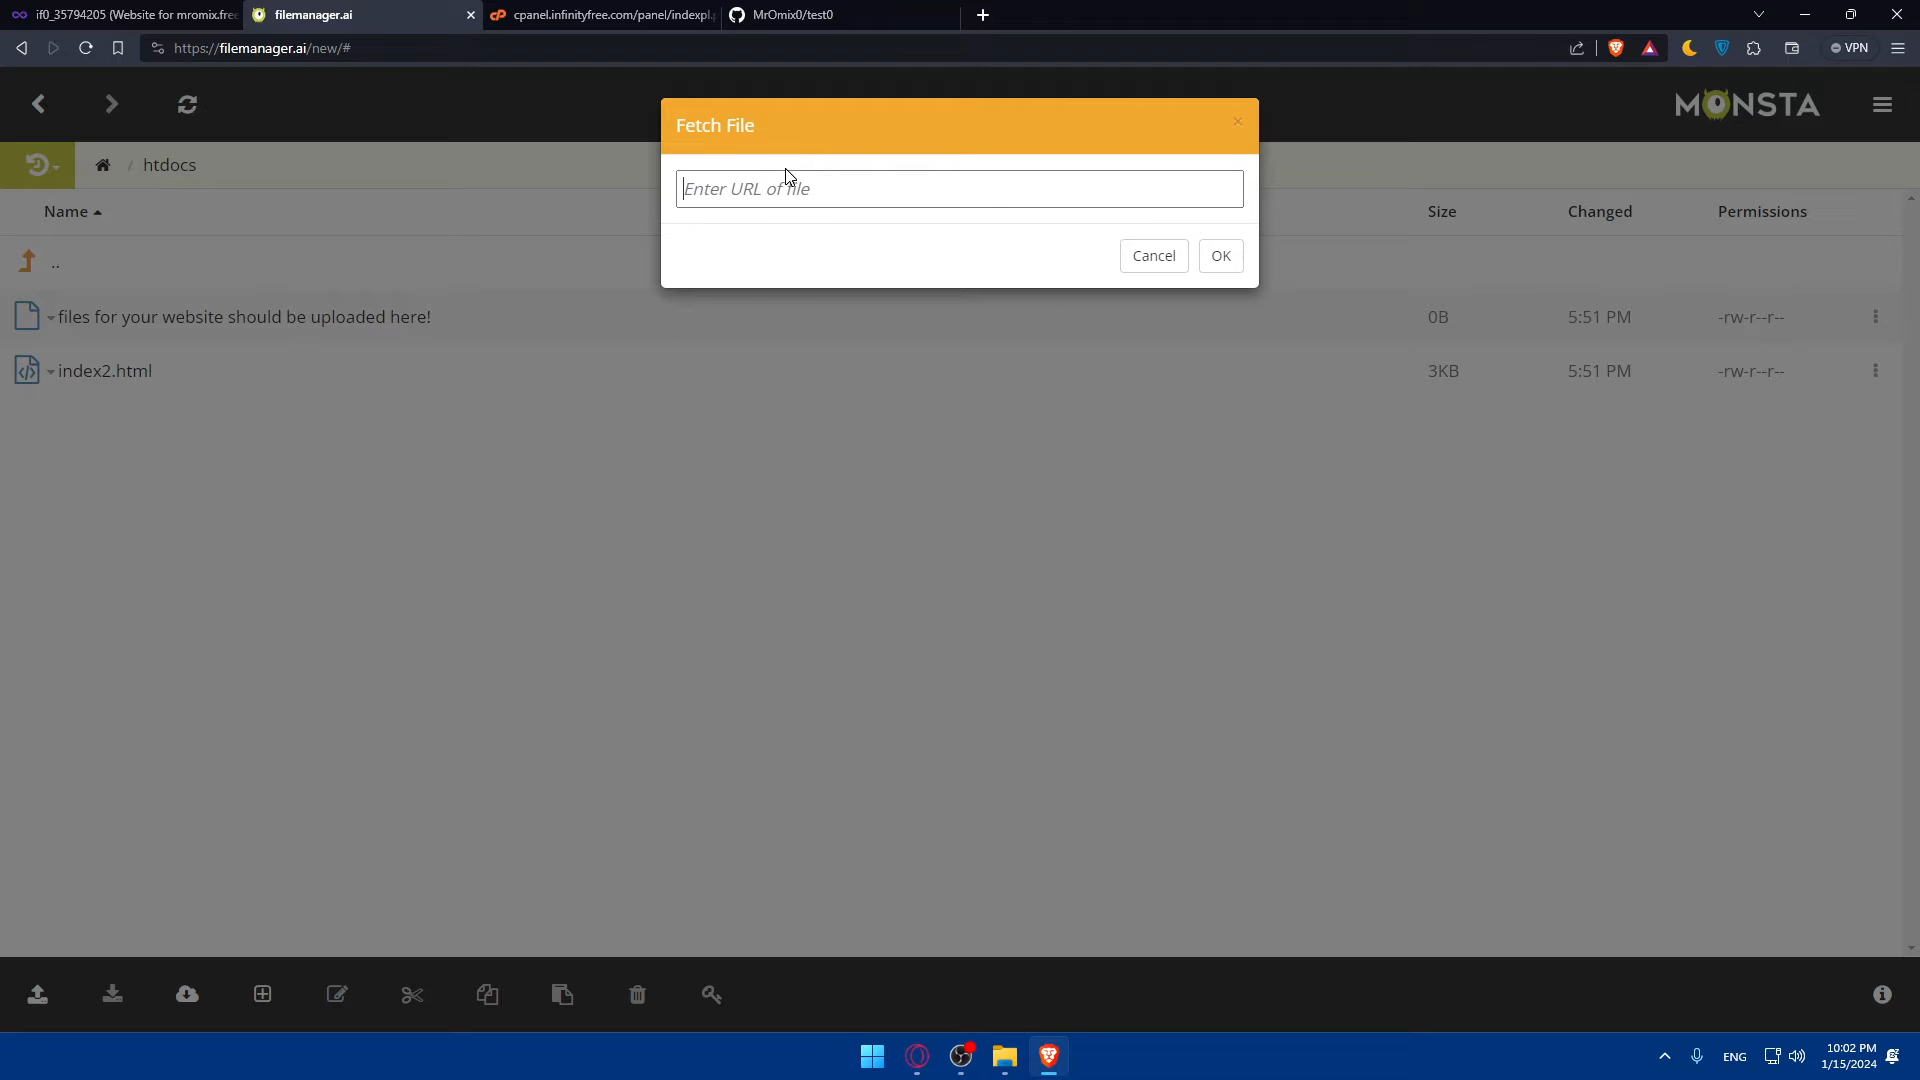 if0_35794205 (Website for mromix.free
filemanager.ai
cpanel.infinityfree.com/panel/indexpl.
MrOmix0/test0
https://filemanager.ai/new/#
VPN
MONSTA
Fetch File
htdocs
Enter URL of file
Name
Size
Changed
Permissions
Cancel
OK
..
files for your website should be uploaded here!
0B
5:51 PM
-rw-r--r--
index2.html
3KB
5:51 PM
-rw-r--r--
ENG
10:02 PM
1/15/2024